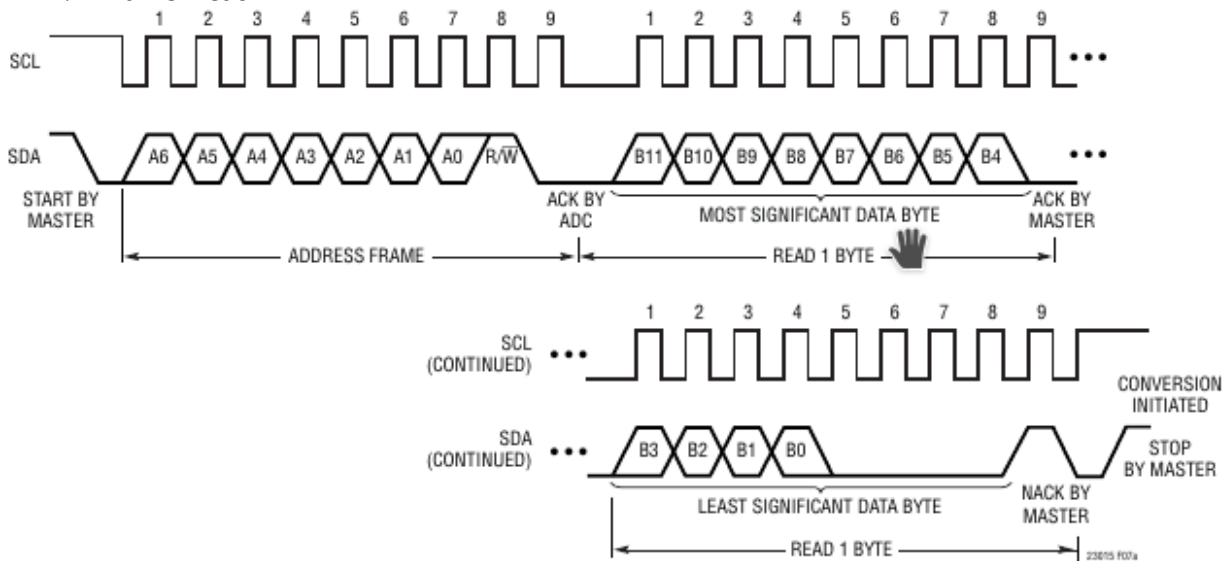 1 2 3 4 5 6 7 8 9 1 2 3 4 5 6 7 8 9
SCL
SDA A6 A5 A4 A3 A2 A1 A0 R/W̅ B11 B10 B9 B8 B7 B6 B5 B4
START BY MASTER
ACK BY ADC
MOST SIGNIFICANT DATA BYTE
ACK BY MASTER
ADDRESS FRAME
READ 1 BYTE
1 2 3 4 5 6 7 8 9
SCL (CONTINUED)
CONVERSION INITIATED
SDA (CONTINUED)
B3 B2 B1 B0
STOP BY MASTER
LEAST SIGNIFICANT DATA BYTE
NACK BY MASTER
READ 1 BYTE
23015 F07a